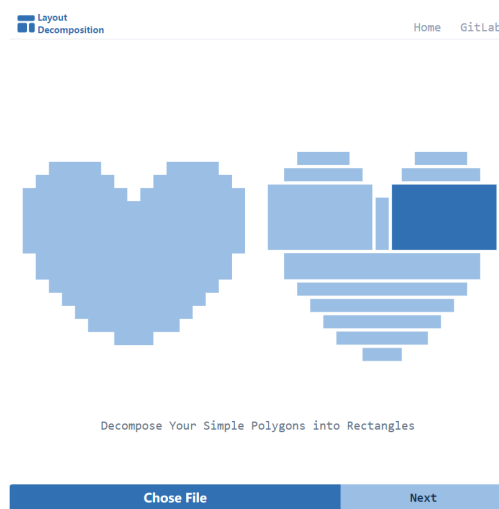 Layout
Decomposition
Home GitLab
Decompose Your Simple Polygons into Rectangles
Chose File
Next